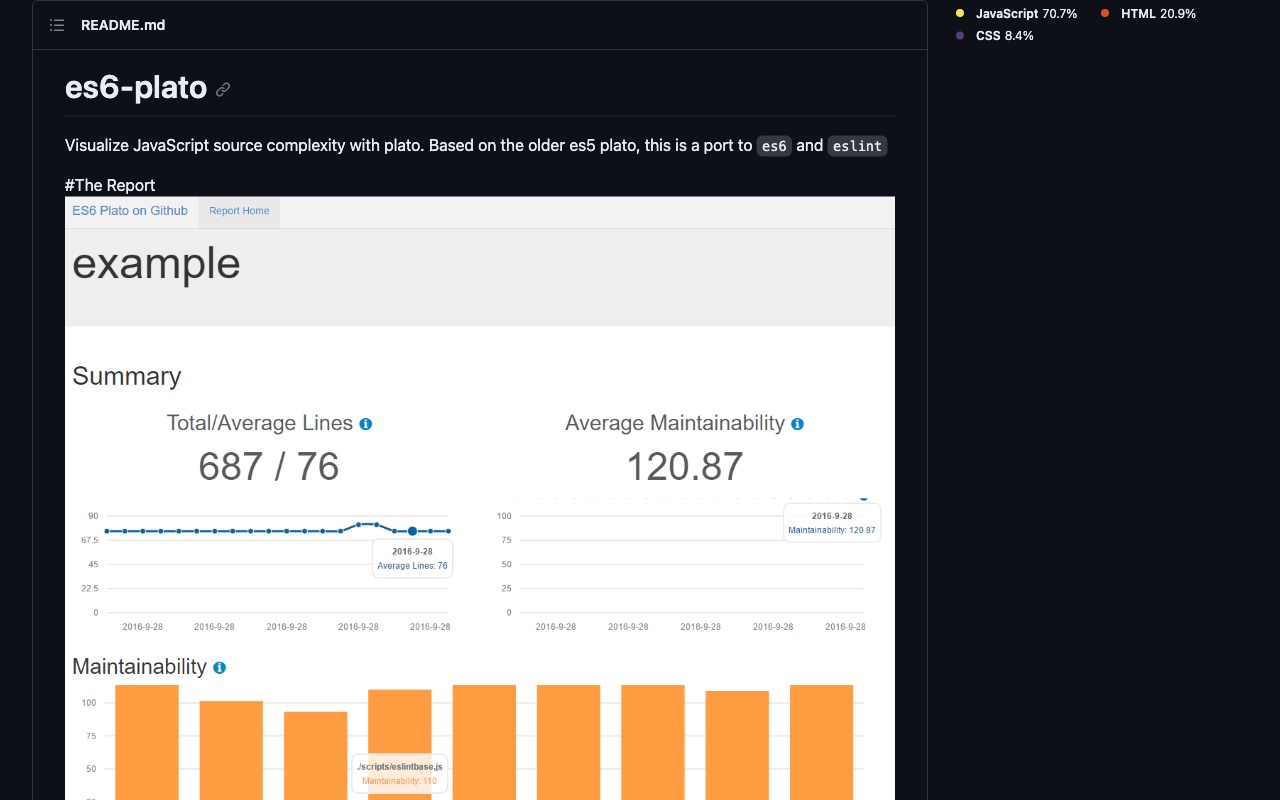 README.md
JavaScript 70.7%
HTML 20.9%
CSS 8.4%
es6-plato
Visualize JavaScript source complexity with plato. Based on the older es5 plato, this is a port to es6 and eslint
#The Report
ES6 Plato on Github
Report Home
example
Summary
Total/Average Lines
687 / 76
90
67.5
45
22.5
0
2016-9-28
Average Lines: 76
2016-9-28 2016-9-28 2016-9-28 2016-9-28 2016-9-28
Average Maintainability
120.87
100
75
50
25
0
2016-9-28
Maintainability: 120.87
2016-9-28 2016-9-28 2016-9-28 2016-9-28 2016-9-28
Maintainability
100
75
50
./scripts/eslintbase.js
Maintainability: 110